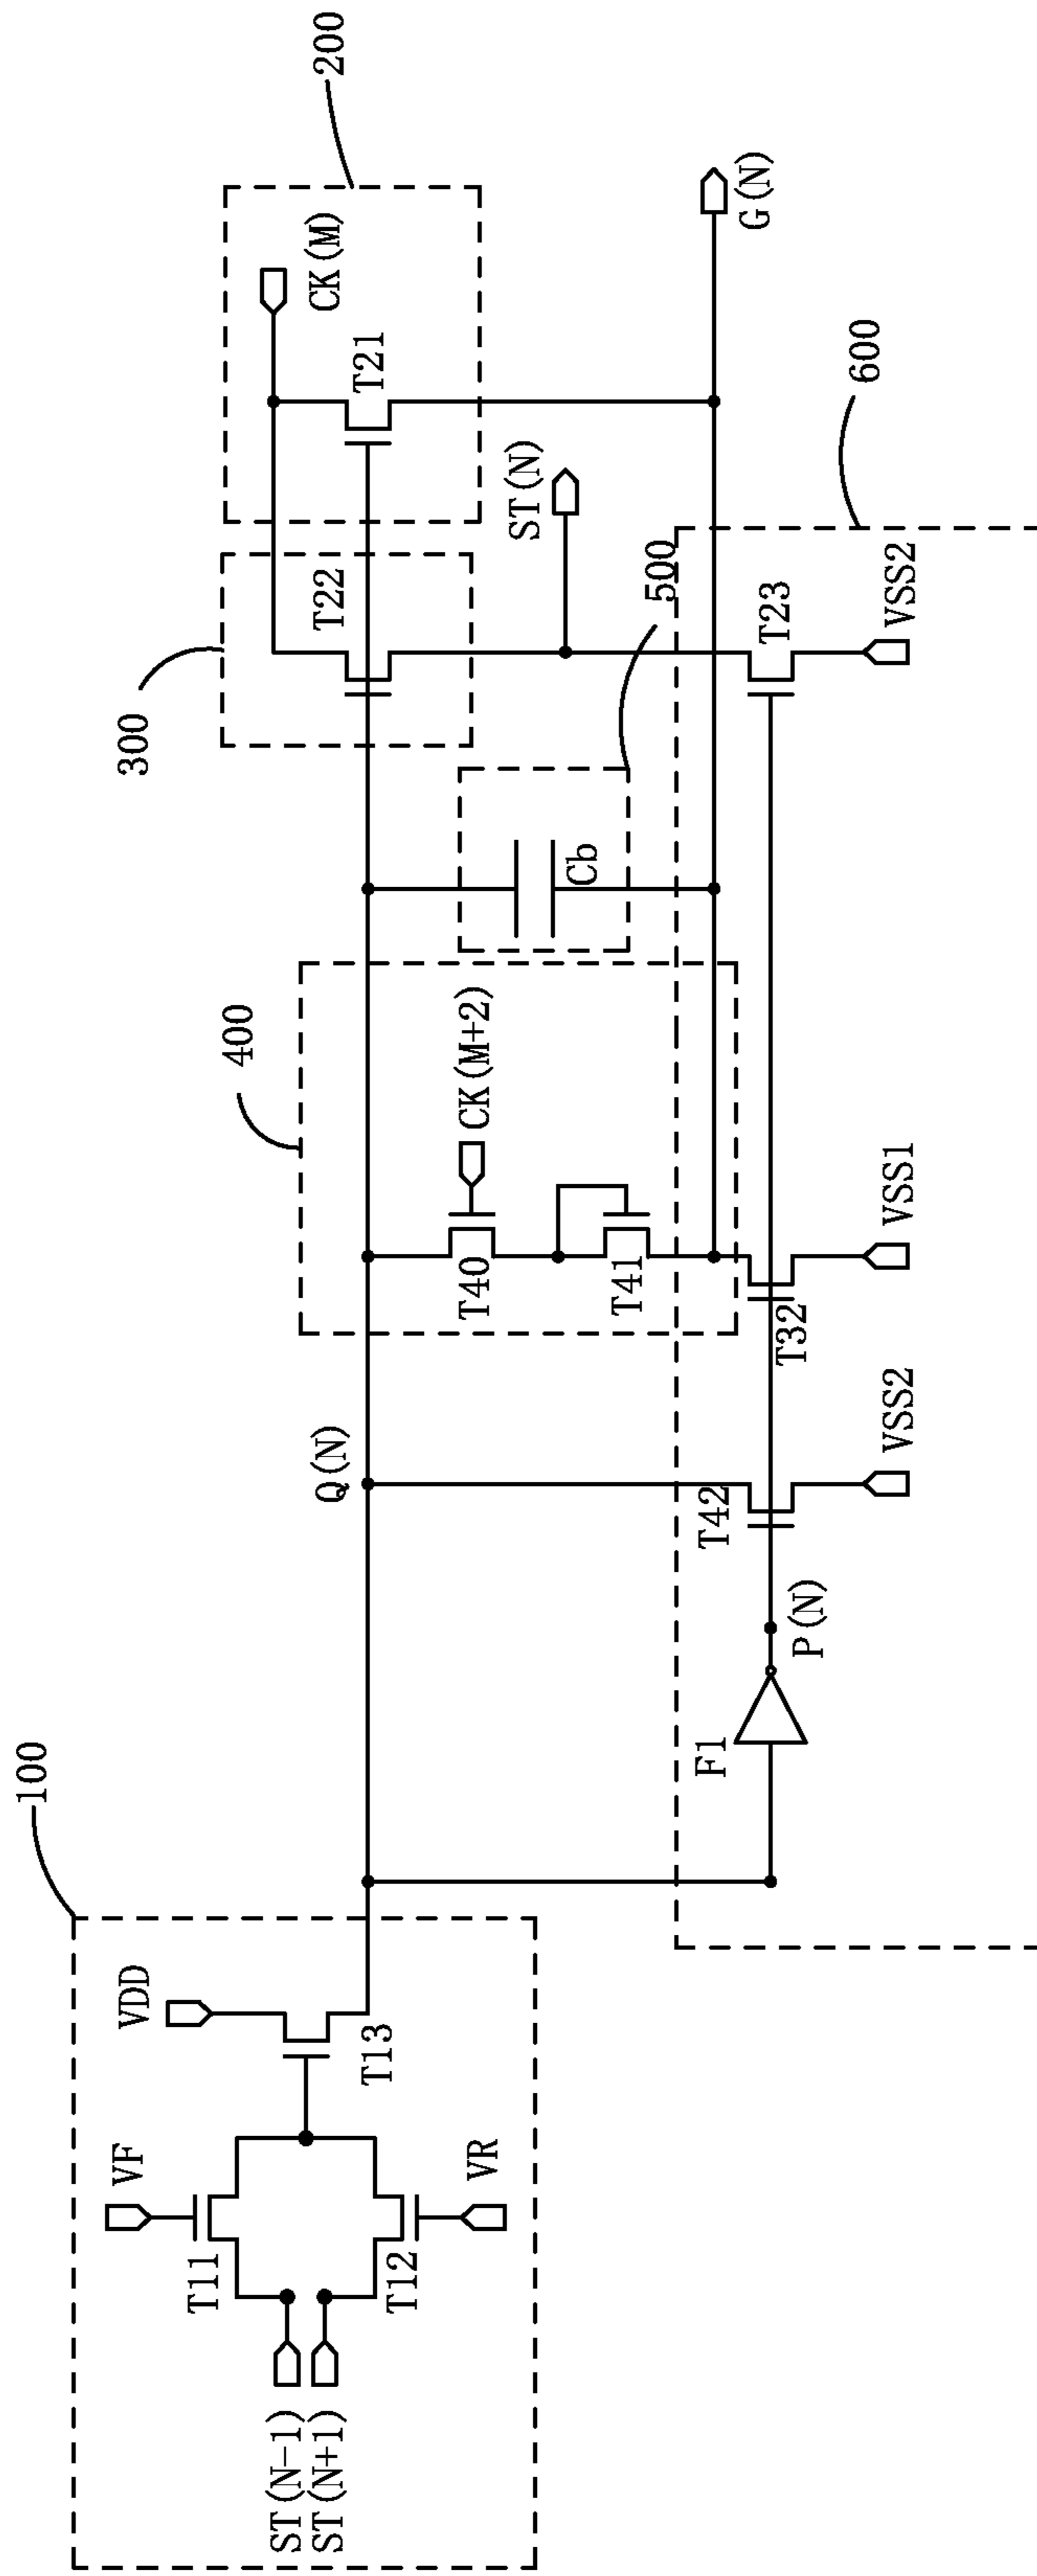 100
VF
VDD
T11
T13
ST(N-1)
ST(N+1)
T12
VR
Q(N)
F1
P(N)
T42
VSS2
400
T40
CK(M+2)
T41
T32
VSS1
Cb
500
300
T22
200
CK(M)
T21
ST(N)
G(N)
T23
VSS2
600